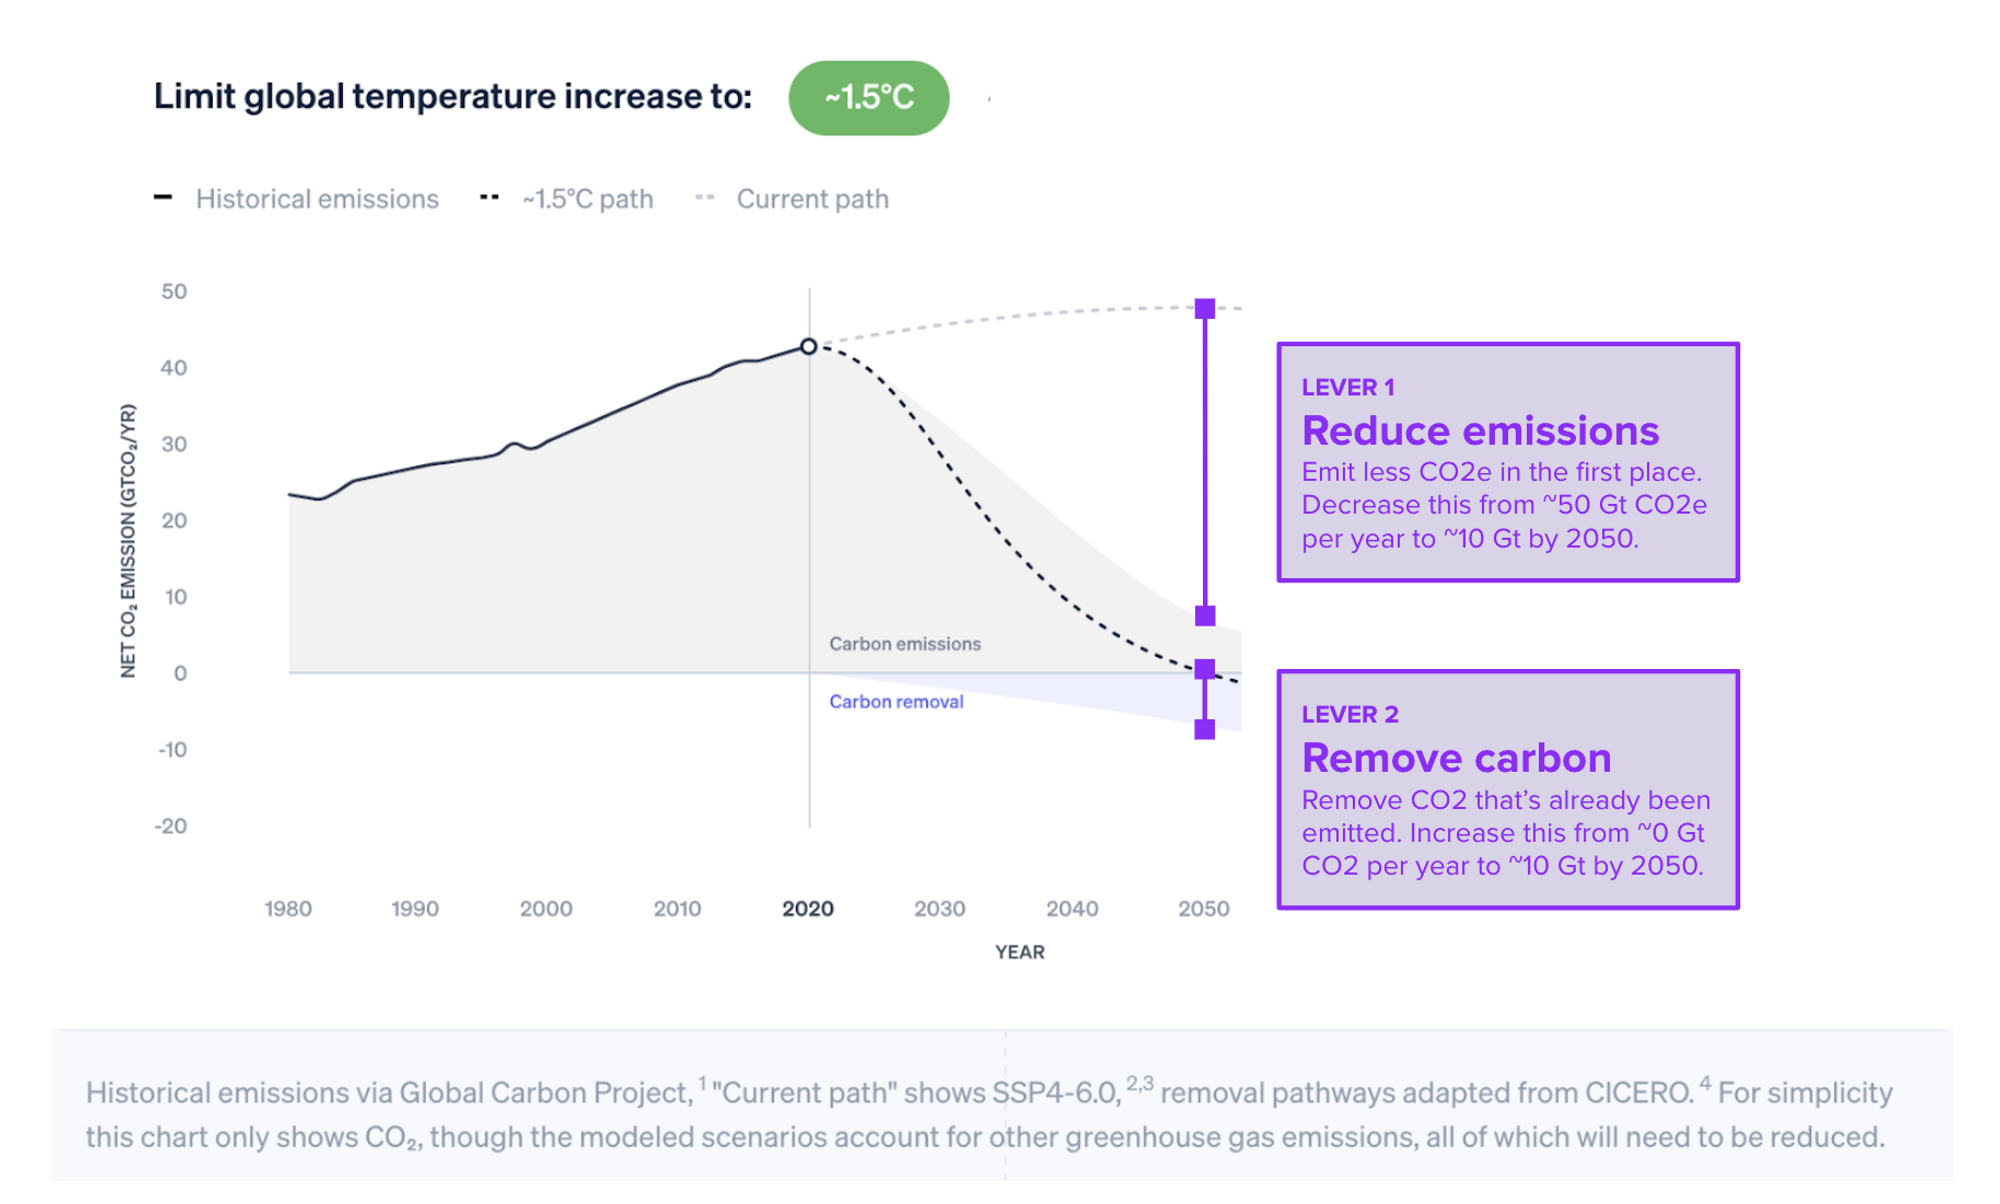 Limit global temperature increase to: ~1.5°C
Historical emissions ~1.5°C path Current path
NET CO₂ EMISSION (GTCO₂/YR)
50
40
30
20
10
0
-10
-20
Carbon emissions
Carbon removal
1980 1990 2000 2010 2020 2030 2040 2050
YEAR
LEVER 1
Reduce emissions
Emit less CO2e in the first place.
Decrease this from ~50 Gt CO2e
per year to ~10 Gt by 2050.
LEVER 2
Remove carbon
Remove CO2 that’s already been
emitted. Increase this from ~0 Gt
CO2 per year to ~10 Gt by 2050.
Historical emissions via Global Carbon Project,¹ "Current path" shows SSP4-6.0,²,³ removal pathways adapted from CICERO.⁴ For simplicity
this chart only shows CO₂, though the modeled scenarios account for other greenhouse gas emissions, all of which will need to be reduced.